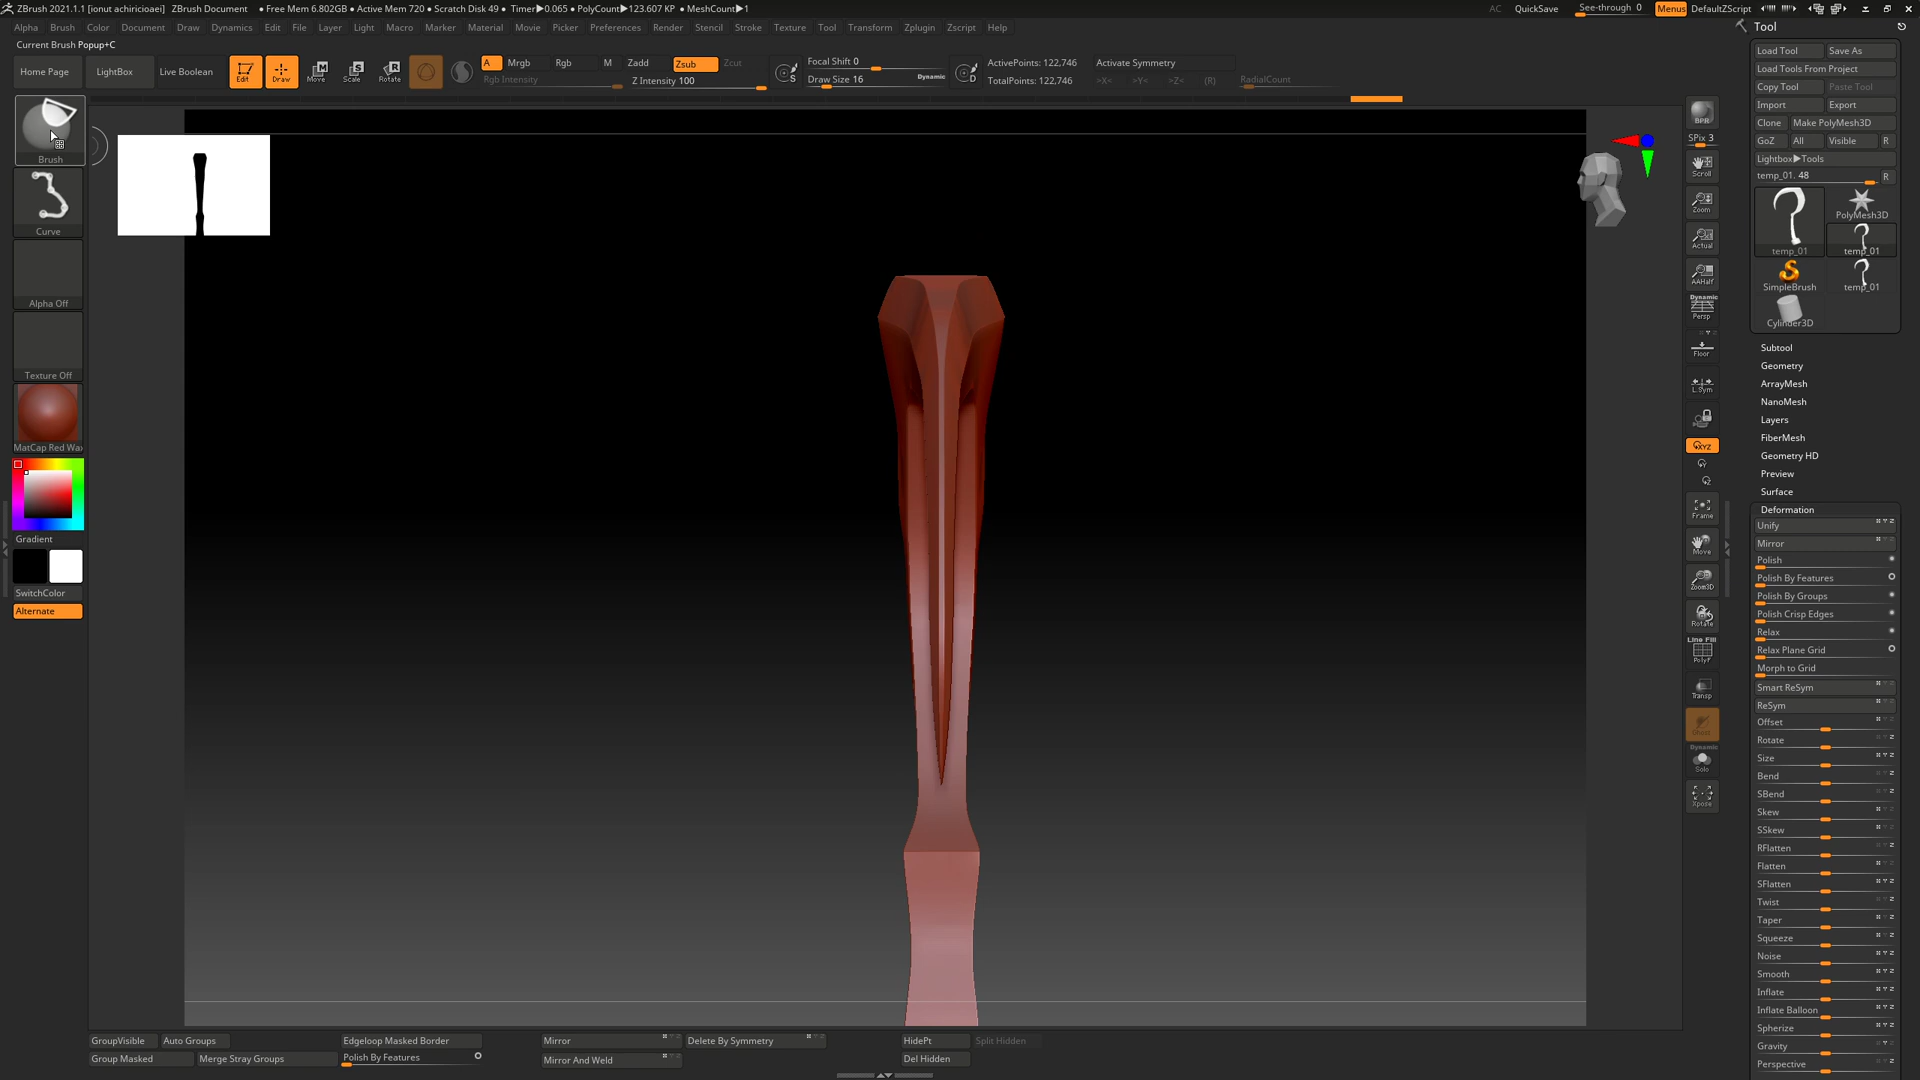 ZBrush 2021.1.1 [ionut achiricioaei] ZBrush Document ● Free Mem 6.802GB ● Active Mem 720 ● Scratch Disk 49 ● Timer▶0.065 ● PolyCount▶123.607 KP ● MeshCount▶1 AC QuickSave See-through 0 Menus DefaultZScript
Alpha Brush Color Document Draw Dynamics Edit File Layer Light Macro Marker Material Movie Picker Preferences Render Stencil Stroke Texture Tool Transform Zplugin Zscript Help
Current Brush Popup+C
Home Page LightBox Live Boolean Edit Draw Move Scale Rotate A Mrgb Rgb M Zadd Zsub Zcut Focal Shift 0 ActivePoints: 122,746 Activate Symmetry
Rgb Intensity Z Intensity 100 S Draw Size 16 Dynamic D TotalPoints: 122,746 >X< >Y< >Z< (R) RadialCount
Brush
Curve
Alpha Off
Texture Off
MatCap Red Wax
Gradient
SwitchColor
Alternate
BPR
SPix 3
Scroll
Zoom
Actual
AAHalf
Dynamic
Persp
Floor
L.Sym
XYZ
Y
Z
Frame
Move
Zoom3D
Rotate
Line Fill
PolyF
Transp
Ghost
Dynamic
Solo
Xpose
Tool
Load Tool Save As
Load Tools From Project
Copy Tool Paste Tool
Import Export
Clone Make PolyMesh3D
GoZ All Visible R
Lightbox▶Tools
temp_01. 48 R
PolyMesh3D
temp_01 temp_01
SimpleBrush temp_01
Cylinder3D
Subtool
Geometry
ArrayMesh
NanoMesh
Layers
FiberMesh
Geometry HD
Preview
Surface
Deformation
Unify
Mirror
Polish
Polish By Features
Polish By Groups
Polish Crisp Edges
Relax
Relax Plane Grid
Morph to Grid
Smart ReSym
ReSym
Offset
Rotate
Size
Bend
SBend
Skew
SSkew
RFlatten
Flatten
SFlatten
Twist
Taper
Squeeze
Noise
Smooth
Inflate
Inflate Balloon
Spherize
Gravity
Perspective
GroupVisible Auto Groups Edgeloop Masked Border Mirror Delete By Symmetry HidePt Split Hidden
Group Masked Merge Stray Groups Polish By Features Mirror And Weld Del Hidden